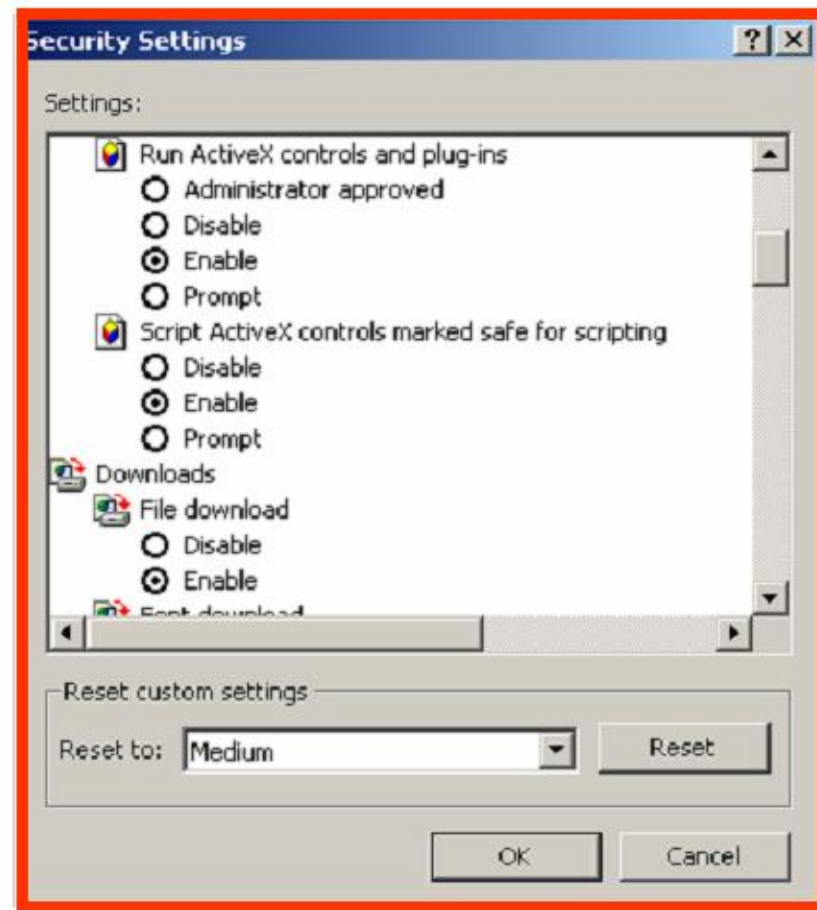 Security Settings
Settings:
Run ActiveX controls and plug-ins
Administrator approved
Disable
Enable
Prompt
Script ActiveX controls marked safe for scripting
Disable
Enable
Prompt
Downloads
File download
Disable
Enable
Font download
Reset custom settings
Reset to: Medium Reset
OK Cancel